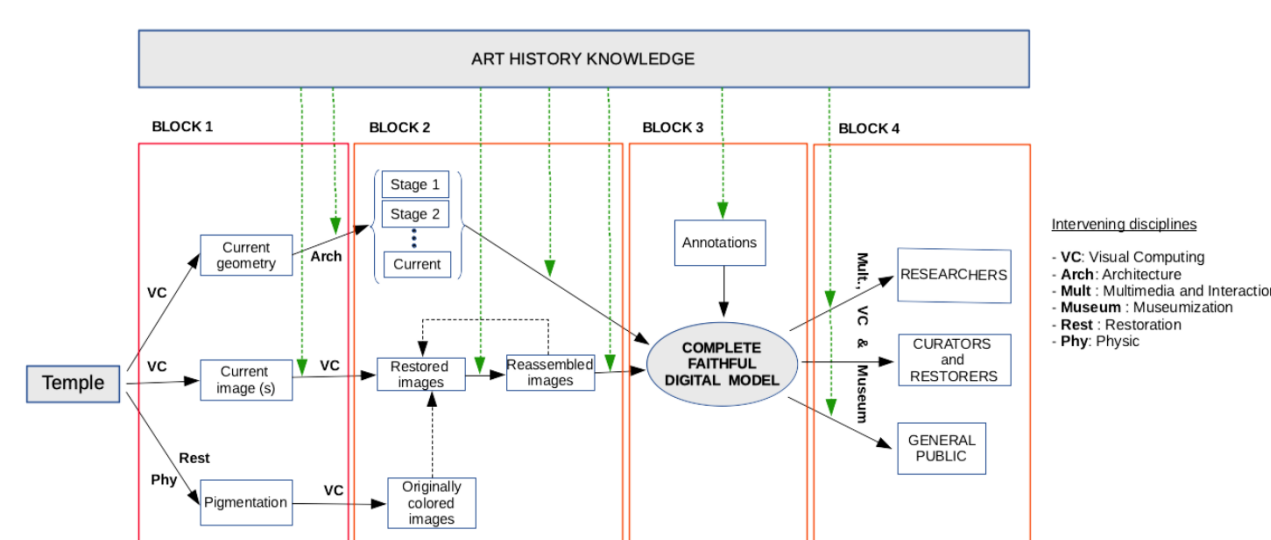 ART HISTORY KNOWLEDGE
BLOCK 1
BLOCK 2
BLOCK 3
BLOCK 4
Temple
VC
VC
Rest
Phy
Current
geometry
Current
image (s)
Pigmentation
Arch
VC
VC
Stage 1
Stage 2
Current
Restored
images
Reassembled
images
Originally
colored
images
Annotations
COMPLETE
FAITHFUL
DIGITAL MODEL
Mult., VC & Museum
RESEARCHERS
CURATORS
and
RESTORERS
GENERAL
PUBLIC
Intervening disciplines
- VC: Visual Computing
- Arch: Architecture
- Mult : Multimedia and Interactio
- Museum : Museumization
- Rest : Restoration
- Phy: Physic